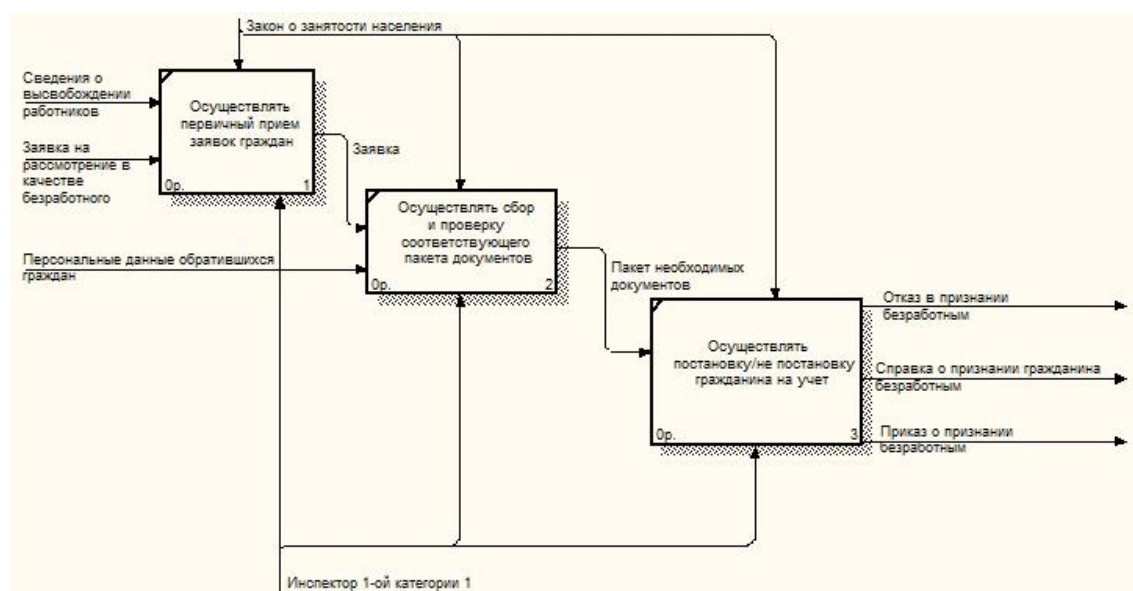 Закон о занятости населения
Сведения о
высвобождении
работников
Заявка на
рассмотрение в
качестве
безработного
Осуществлять
первичный прием
заявок граждан
0р.
1
Заявка
Персональные данные обратившихся
граждан
Осуществлять сбор
и проверку
соответствующего
пакета документов
0р.
2
Пакет необходимых
документов
Осуществлять
постановку/не постановку
гражданина на учет
0р.
3
Отказ в признании
безработным
Справка о признании гражданина
безработным
Приказ о признании
безработным
Инспектор 1-ой категории 1